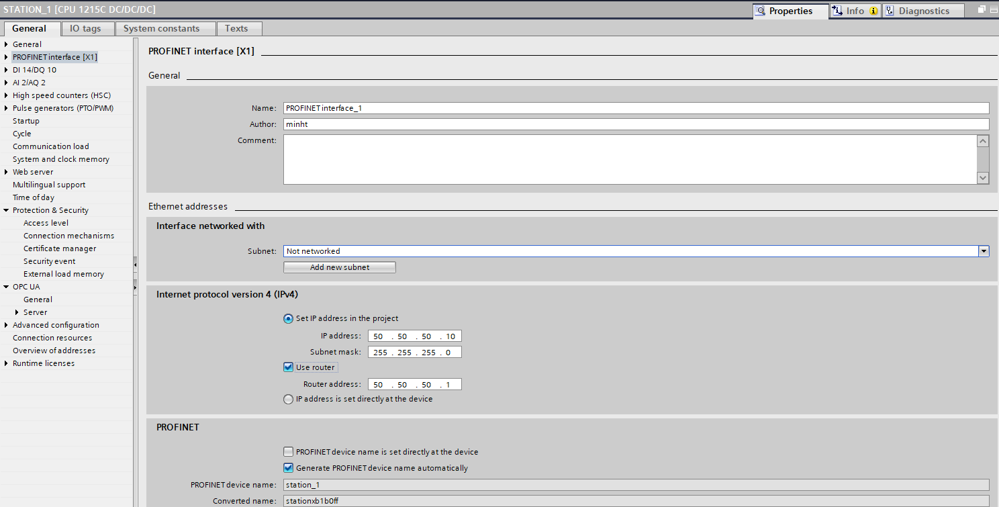 STATION_1 [CPU 1215C DC/DC/DC]
Properties Info Diagnostics
General IO tags System constants Texts
General
PROFINET interface [X1]
DI 14/DQ 10
AI 2/AQ 2
High speed counters (HSC)
Pulse generators (PTO/PWM)
Startup
Cycle
Communication load
System and clock memory
Web server
Multilingual support
Time of day
Protection & Security
Access level
Connection mechanisms
Certificate manager
Security event
External load memory
OPC UA
General
Server
Advanced configuration
Connection resources
Overview of addresses
Runtime licenses
PROFINET interface [X1]
General
Name: PROFINET interface_1
Author: minht
Comment:
Ethernet addresses
Interface networked with
Subnet: Not networked
Add new subnet
Internet protocol version 4 (IPv4)
Set IP address in the project
IP address: 50 . 50 . 50 . 10
Subnet mask: 255 . 255 . 255 . 0
Use router
Router address: 50 . 50 . 50 . 1
IP address is set directly at the device
PROFINET
PROFINET device name is set directly at the device
Generate PROFINET device name automatically
PROFINET device name: station_1
Converted name: stationxb1b0ff